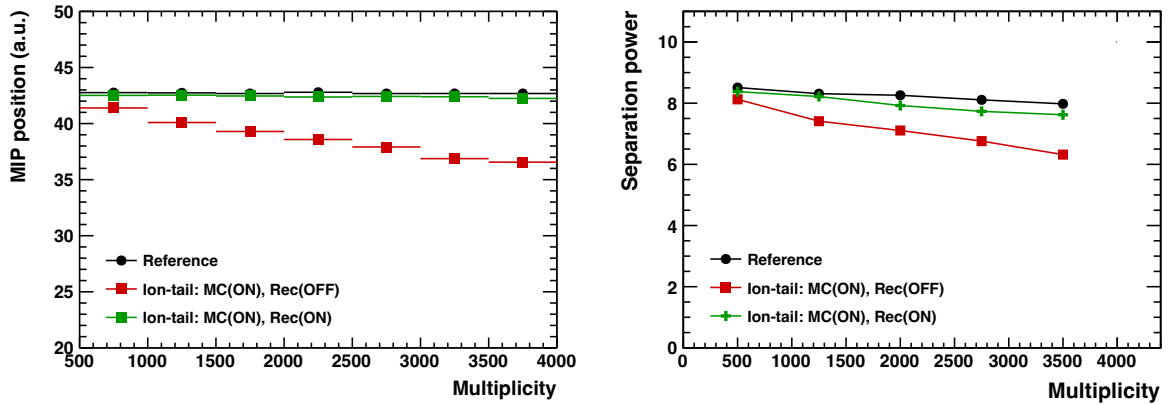 MIP position (a.u.)
50
45
40
35
30
25
20
Reference
Ion-tail: MC(ON), Rec(OFF)
Ion-tail: MC(ON), Rec(ON)
500 1000 1500 2000 2500 3000 3500 4000
Multiplicity
Separation power
10
8
6
4
2
0
Reference
Ion-tail: MC(ON), Rec(OFF)
Ion-tail: MC(ON), Rec(ON)
0 500 1000 1500 2000 2500 3000 3500 4000
Multiplicity